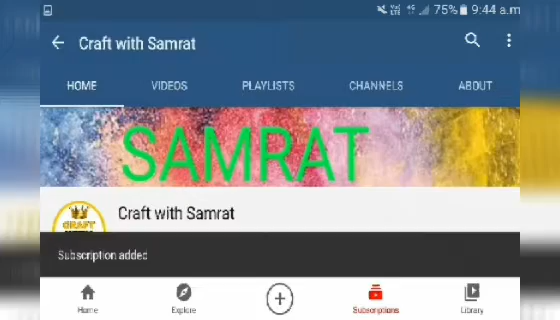 75% 9:44 a.m
Craft with Samrat
HOME VIDEOS PLAYLISTS CHANNELS ABOUT
SAMRAT
Craft with Samrat
CRAFT
Subscription added
Home Explore Subscriptions Library